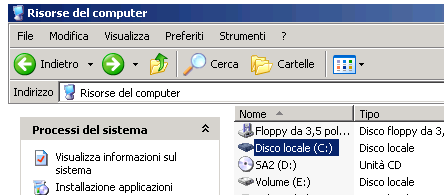 Risorse del computer
File Modifica Visualizza Preferiti Strumenti ?
Indietro Cerca Cartelle
Indirizzo Risorse del computer
Nome Tipo
Processi del sistema
Floppy da 3,5 pol... Disco floppy da 3,
Disco locale (C:) Disco locale
Visualizza informazioni sul
sistema
SA2 (D:) Unità CD
Volume (E:) Disco locale
Installazione applicazioni